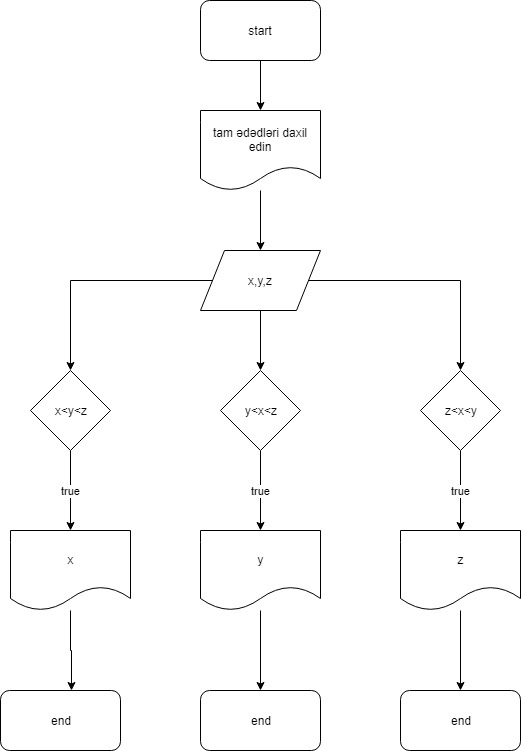 start
tam ədədləri daxil
edin
x,y,z
x<y<z
y<x<z
z<x<y
true
true
true
x
y
z
end
end
end